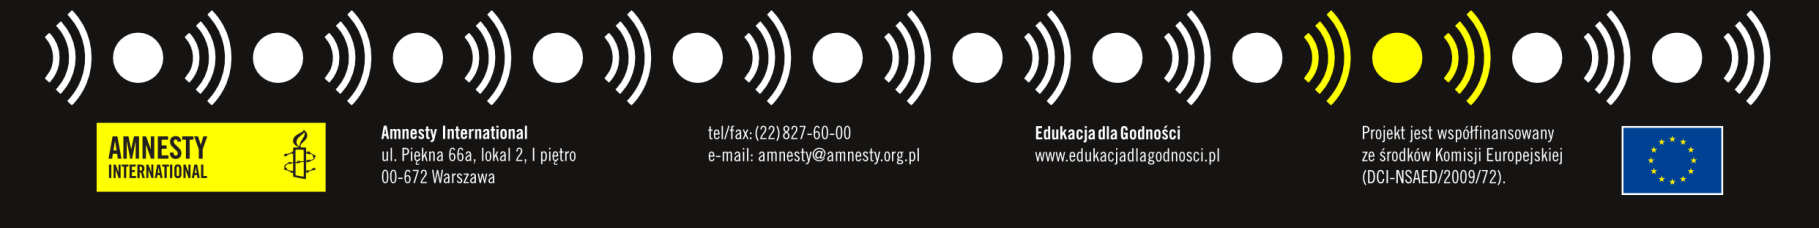 AMNESTY
INTERNATIONAL
Amnesty International
ul. Piękna 66a, lokal 2, I piętro
00-672 Warszawa
tel/fax: (22) 827-60-00
e-mail: amnesty@amnesty.org.pl
Edukacja dla Godności
www.edukacjadlagodnosci.pl
Projekt jest współfinansowany
ze środków Komisji Europejskiej
(DCI-NSAED/2009/72).